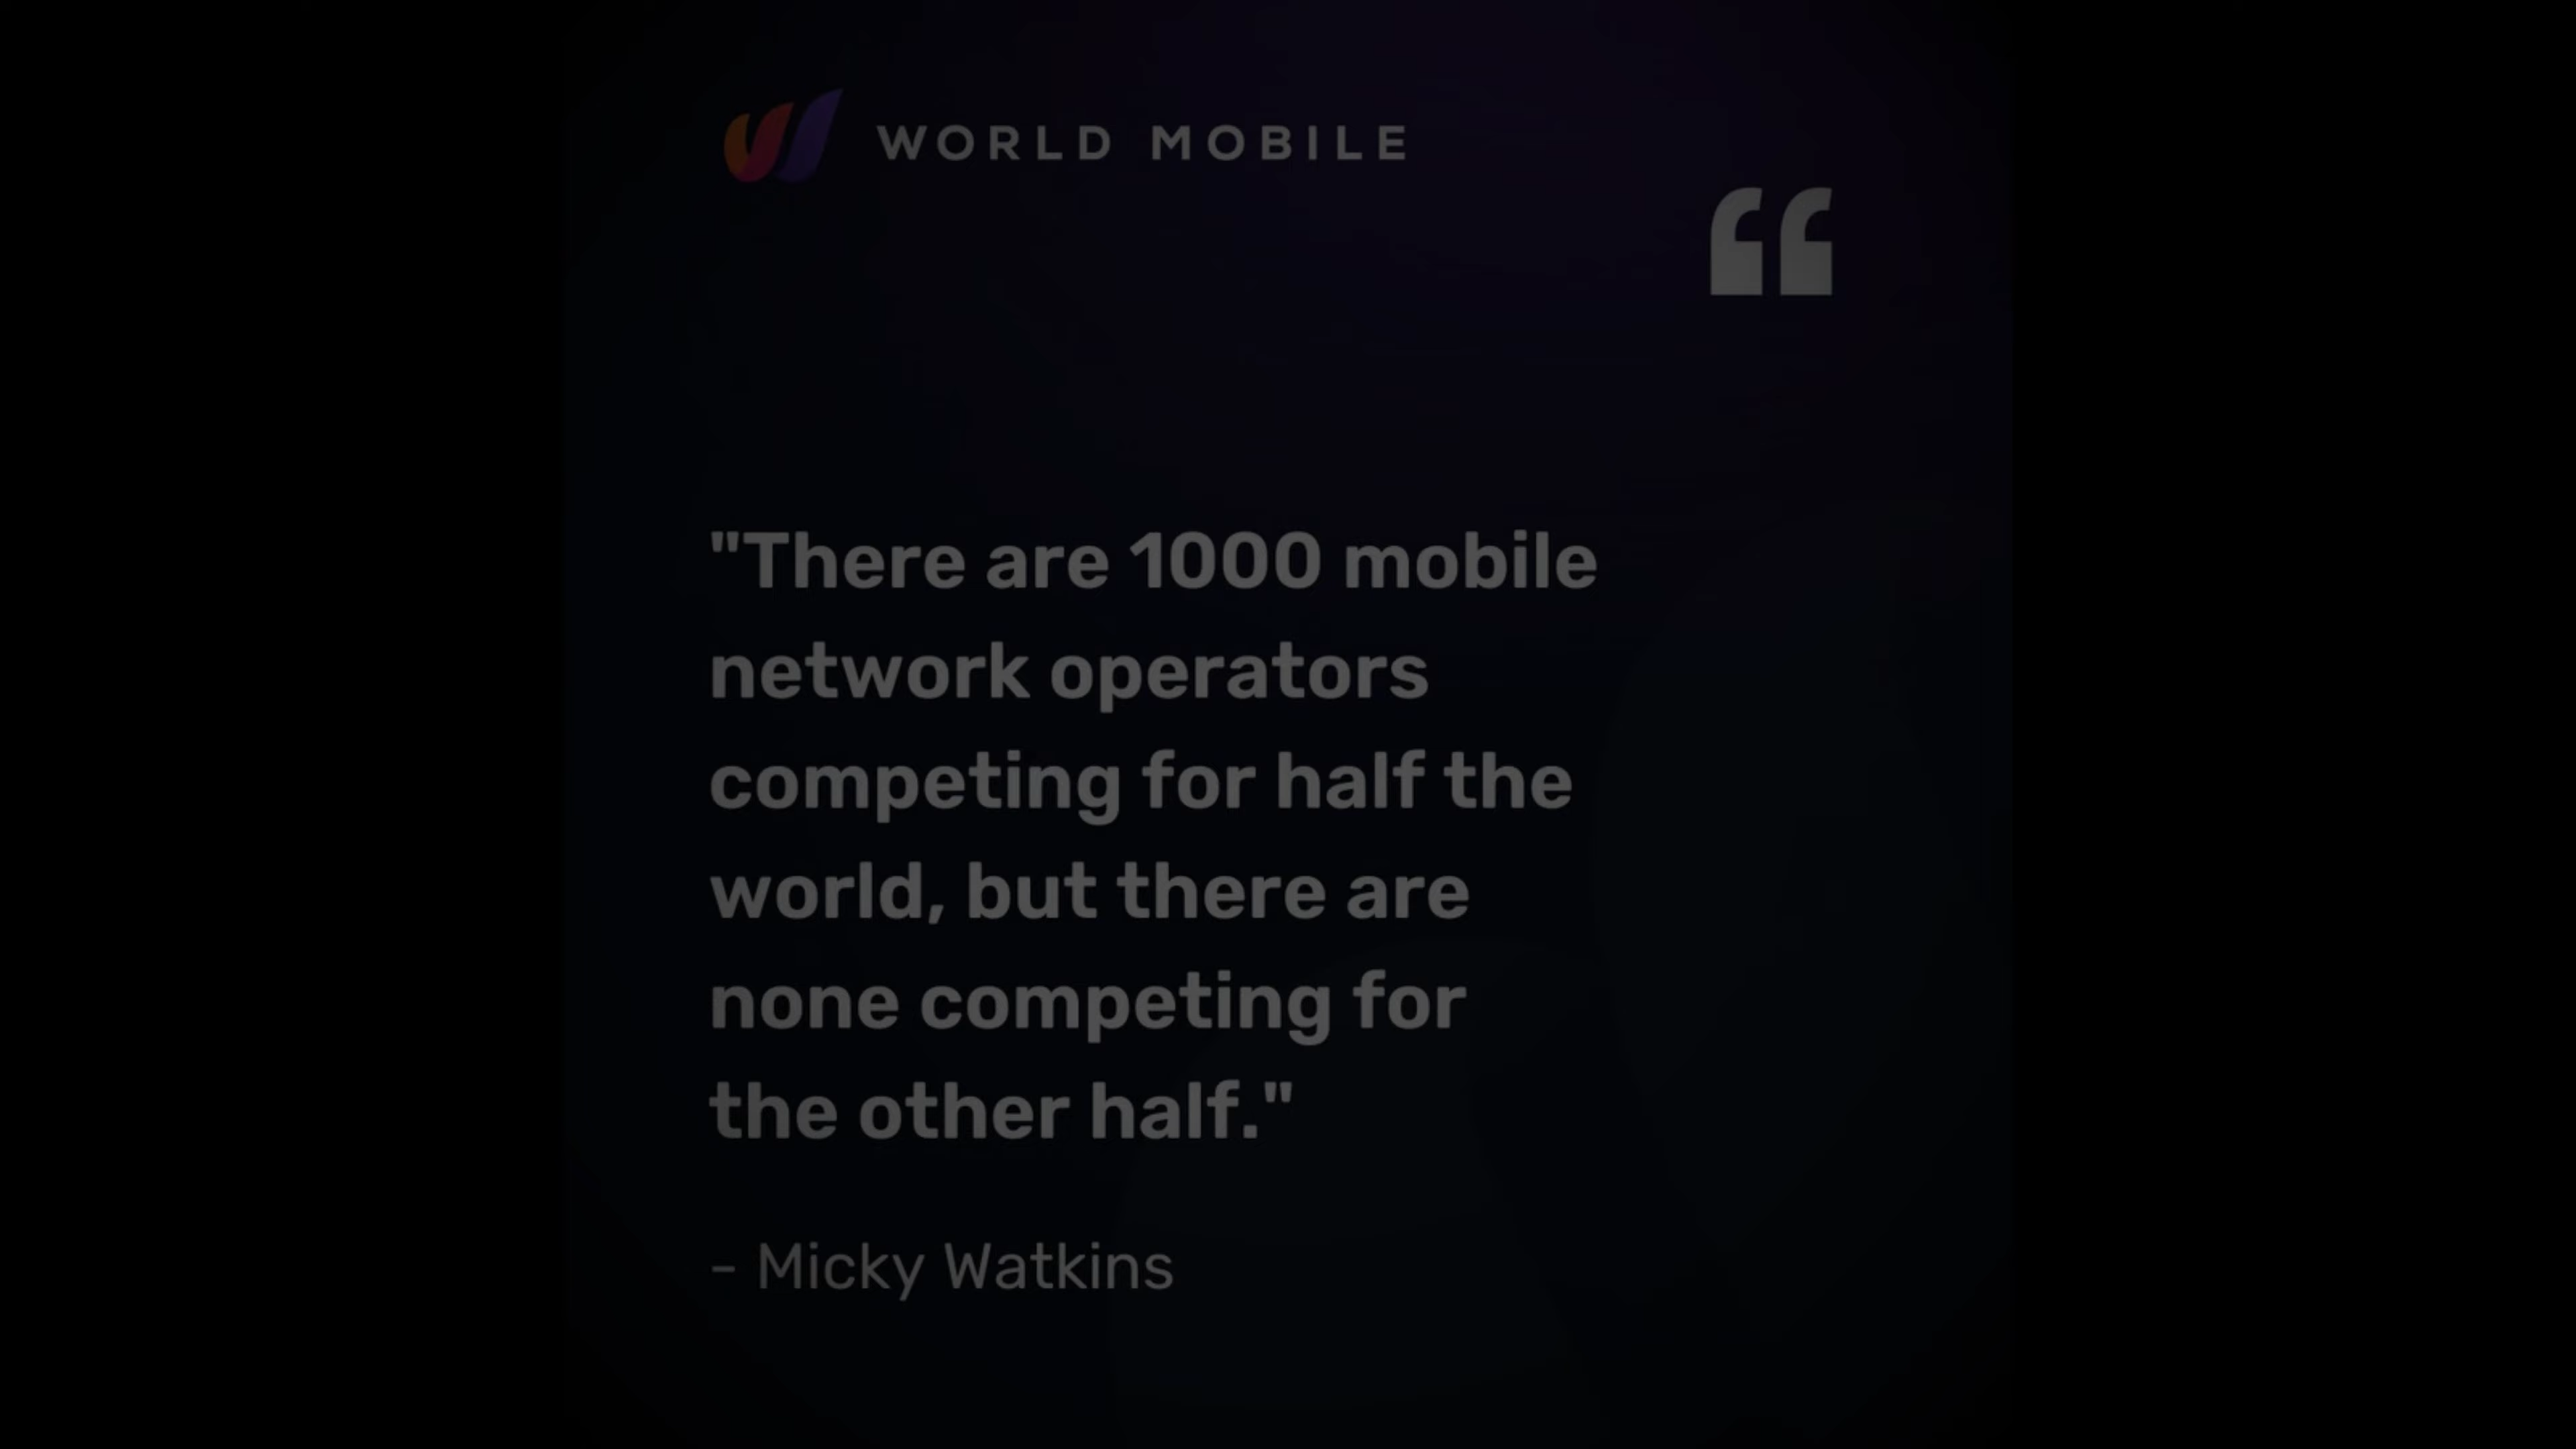 WORLD MOBILE
“
"There are 1000 mobile
network operators
competing for half the
world, but there are
none competing for
the other half."
- Micky Watkins